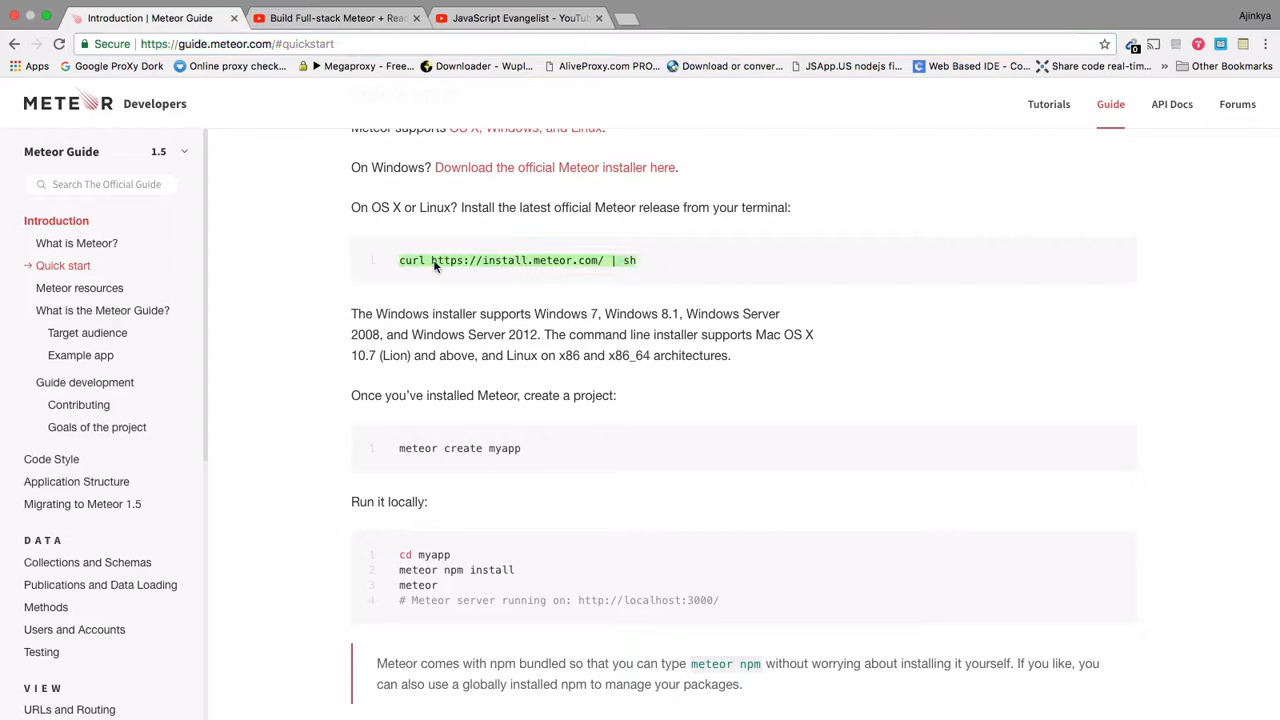 Introduction | Meteor Guide
Build Full-stack Meteor + Rea
JavaScript Evangelist - YouTub
Ajinkya
Secure | https://guide.meteor.com/#quickstart
Apps Google ProXy Dork Online proxy check... Megaproxy - Free... Downloader - Wupl... AliveProxy.com PRO... Download or conver... JSApp.US nodejs fi... Web Based IDE - Co... Share code real-tim... » Other Bookmarks
METEOR Developers
Tutorials Guide API Docs Forums
Meteor Guide 1.5
Search The Official Guide
Introduction
What is Meteor?
→ Quick start
Meteor resources
What is the Meteor Guide?
Target audience
Example app
Guide development
Contributing
Goals of the project
Code Style
Application Structure
Migrating to Meteor 1.5
DATA
Collections and Schemas
Publications and Data Loading
Methods
Users and Accounts
Testing
VIEW
URLs and Routing
Meteor supports OS X, Windows, and Linux.
On Windows? Download the official Meteor installer here.
On OS X or Linux? Install the latest official Meteor release from your terminal:
1 curl https://install.meteor.com/ | sh
The Windows installer supports Windows 7, Windows 8.1, Windows Server
2008, and Windows Server 2012. The command line installer supports Mac OS X
10.7 (Lion) and above, and Linux on x86 and x86_64 architectures.
Once you've installed Meteor, create a project:
1 meteor create myapp
Run it locally:
1 cd myapp
2 meteor npm install
3 meteor
4 # Meteor server running on: http://localhost:3000/
Meteor comes with npm bundled so that you can type meteor npm without worrying about installing it yourself. If you like, you
can also use a globally installed npm to manage your packages.